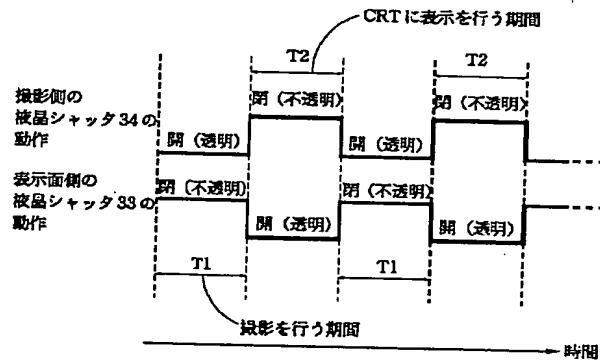 CRTに表示を行う期間
T2
T2
撮影側の
液晶シャッタ34の
動作
閉（不透明）
閉（不透明）
開（透明）
開（透明）
表示面側の
液晶シャッタ33の
動作
閉（不透明）
閉（不透明）
開（透明）
開（透明）
T1
T1
撮影を行う期間
時間